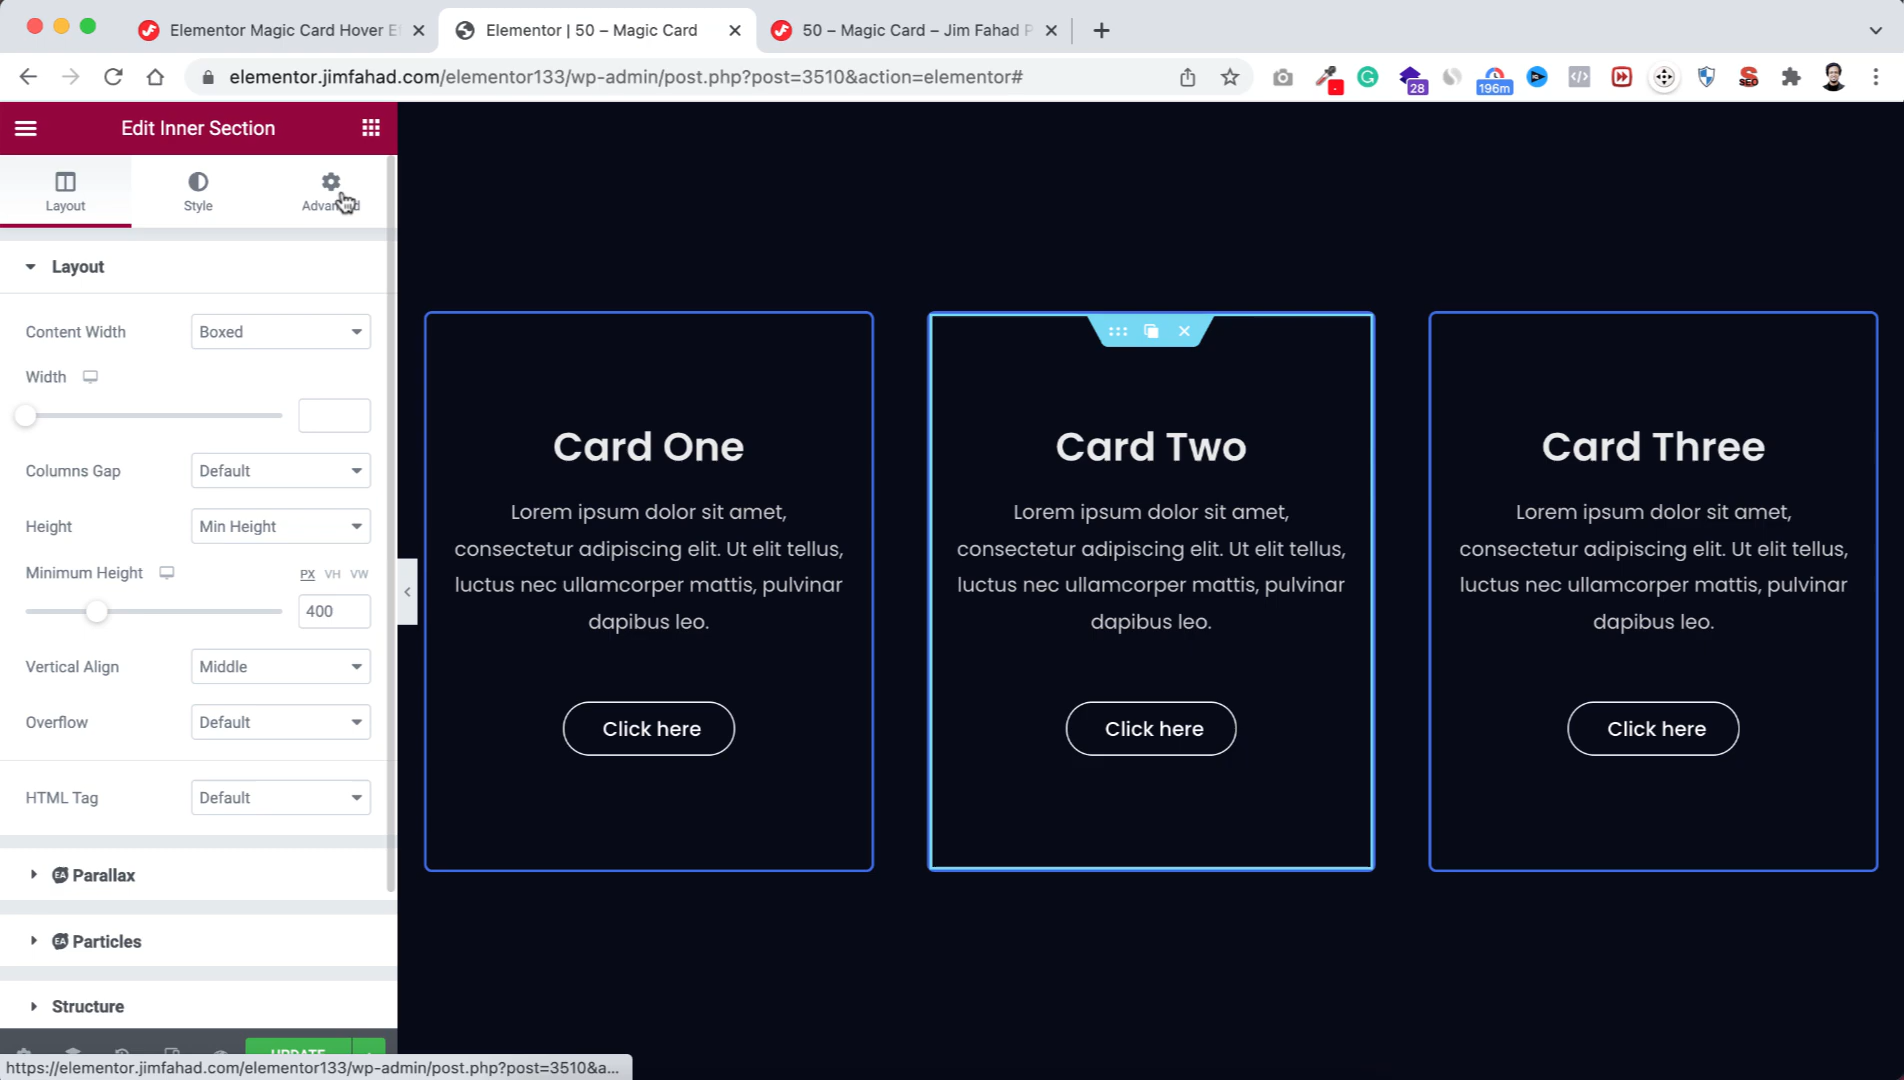 Elementor Magic Card Hover E
Elementor | 50 – Magic Card
50 – Magic Card – Jim Fahad P
elementor.jimfahad.com/elementor133/wp-admin/post.php?post=3510&action=elementor#
28
196m
SEO
Edit Inner Section
Layout
Style
Advanced
Layout
Content Width
Boxed
Width
Columns Gap
Default
Height
Min Height
Minimum Height
PX VH VW
400
Vertical Align
Middle
Overflow
Default
HTML Tag
Default
EA Parallax
EA Particles
Structure
UPDATE
https://elementor.jimfahad.com/elementor133/wp-admin/post.php?post=3510&a...
Card One
Lorem ipsum dolor sit amet,
consectetur adipiscing elit. Ut elit tellus,
luctus nec ullamcorper mattis, pulvinar
dapibus leo.
Click here
Card Two
Lorem ipsum dolor sit amet,
consectetur adipiscing elit. Ut elit tellus,
luctus nec ullamcorper mattis, pulvinar
dapibus leo.
Click here
Card Three
Lorem ipsum dolor sit amet,
consectetur adipiscing elit. Ut elit tellus,
luctus nec ullamcorper mattis, pulvinar
dapibus leo.
Click here